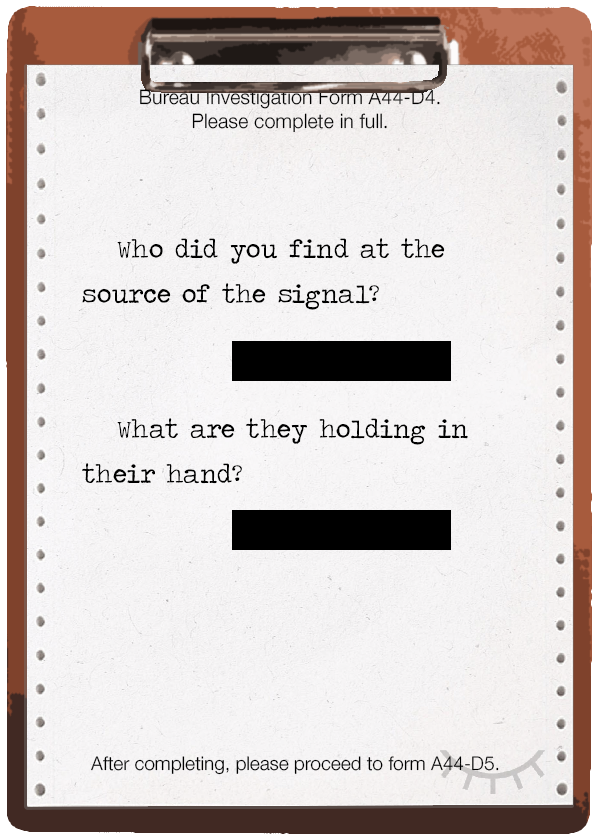 Bureau Investigation Form A44-D4.
Please complete in full.
Who did you find at the
source of the signal?
What are they holding in
their hand?
After completing, please proceed to form A44-D5.